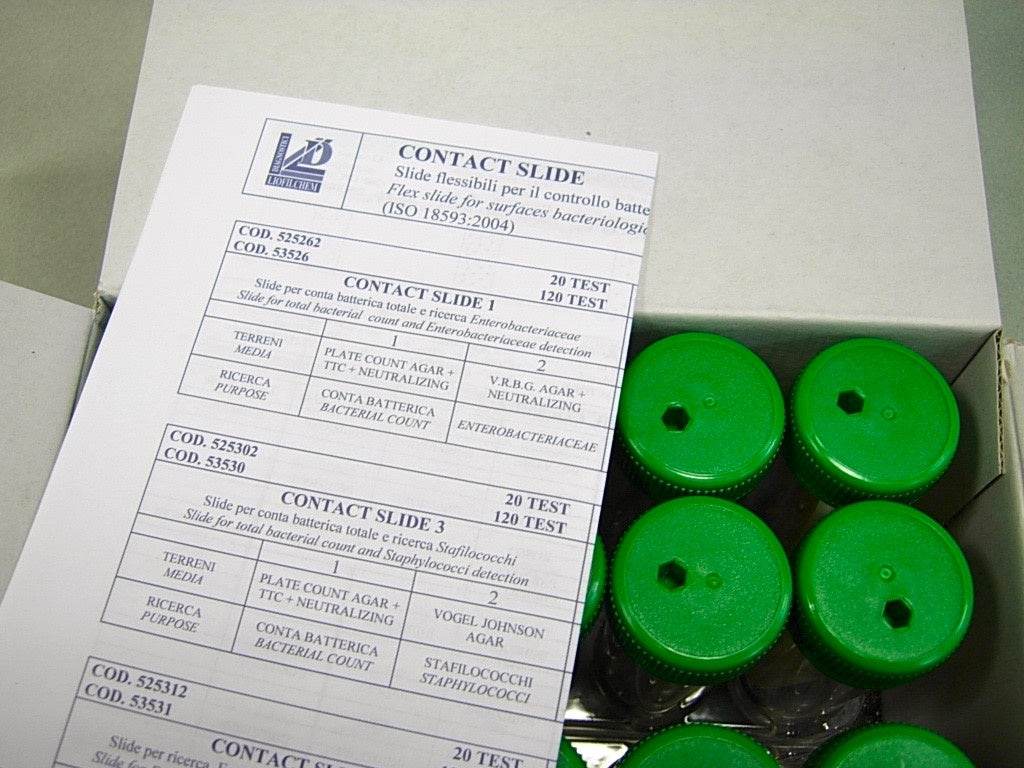 LD
DIAGNOSTICI
LIOFILCHEM
CONTACT SLIDE
Slide flessibili per il controllo batte
Flex slide for surfaces bacteriologic
(ISO 18593:2004)
COD. 525262 20 TEST
COD. 53526 120 TEST
CONTACT SLIDE 1
Slide per conta batterica totale e ricerca Enterobacteriaceae
Slide for total bacterial count and Enterobacteriaceae detection
1 2
TERRENI
MEDIA
PLATE COUNT AGAR +
TTC + NEUTRALIZING
V.R.B.G. AGAR +
NEUTRALIZING
RICERCA
PURPOSE
CONTA BATTERICA
BACTERIAL COUNT
ENTEROBACTERIACEAE
COD. 525302 20 TEST
COD. 53530 120 TEST
CONTACT SLIDE 3
Slide per conta batterica totale e ricerca Stafilococchi
Slide for total bacterial count and Staphylococci detection
1 2
TERRENI
MEDIA
PLATE COUNT AGAR +
TTC + NEUTRALIZING
VOGEL JOHNSON
AGAR
RICERCA
PURPOSE
CONTA BATTERICA
BACTERIAL COUNT
STAFILOCOCCHI
STAPHYLOCOCCI
COD. 525312 20 TEST
COD. 53531
CONTACT
Slide per ricerca
Slide for